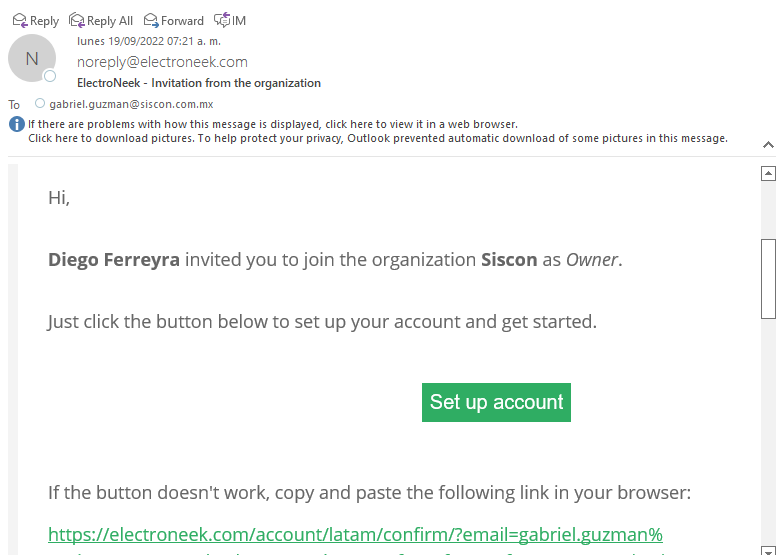 Reply Reply All Forward IM
lunes 19/09/2022 07:21 a. m.
N
noreply@electroneek.com
ElectroNeek - Invitation from the organization
To gabriel.guzman@siscon.com.mx
If there are problems with how this message is displayed, click here to view it in a web browser.
Click here to download pictures. To help protect your privacy, Outlook prevented automatic download of some pictures in this message.
Hi,
Diego Ferreyra invited you to join the organization Siscon as Owner.
Just click the button below to set up your account and get started.
Set up account
If the button doesn't work, copy and paste the following link in your browser:
https://electroneek.com/account/latam/confirm/?email=gabriel.guzman%